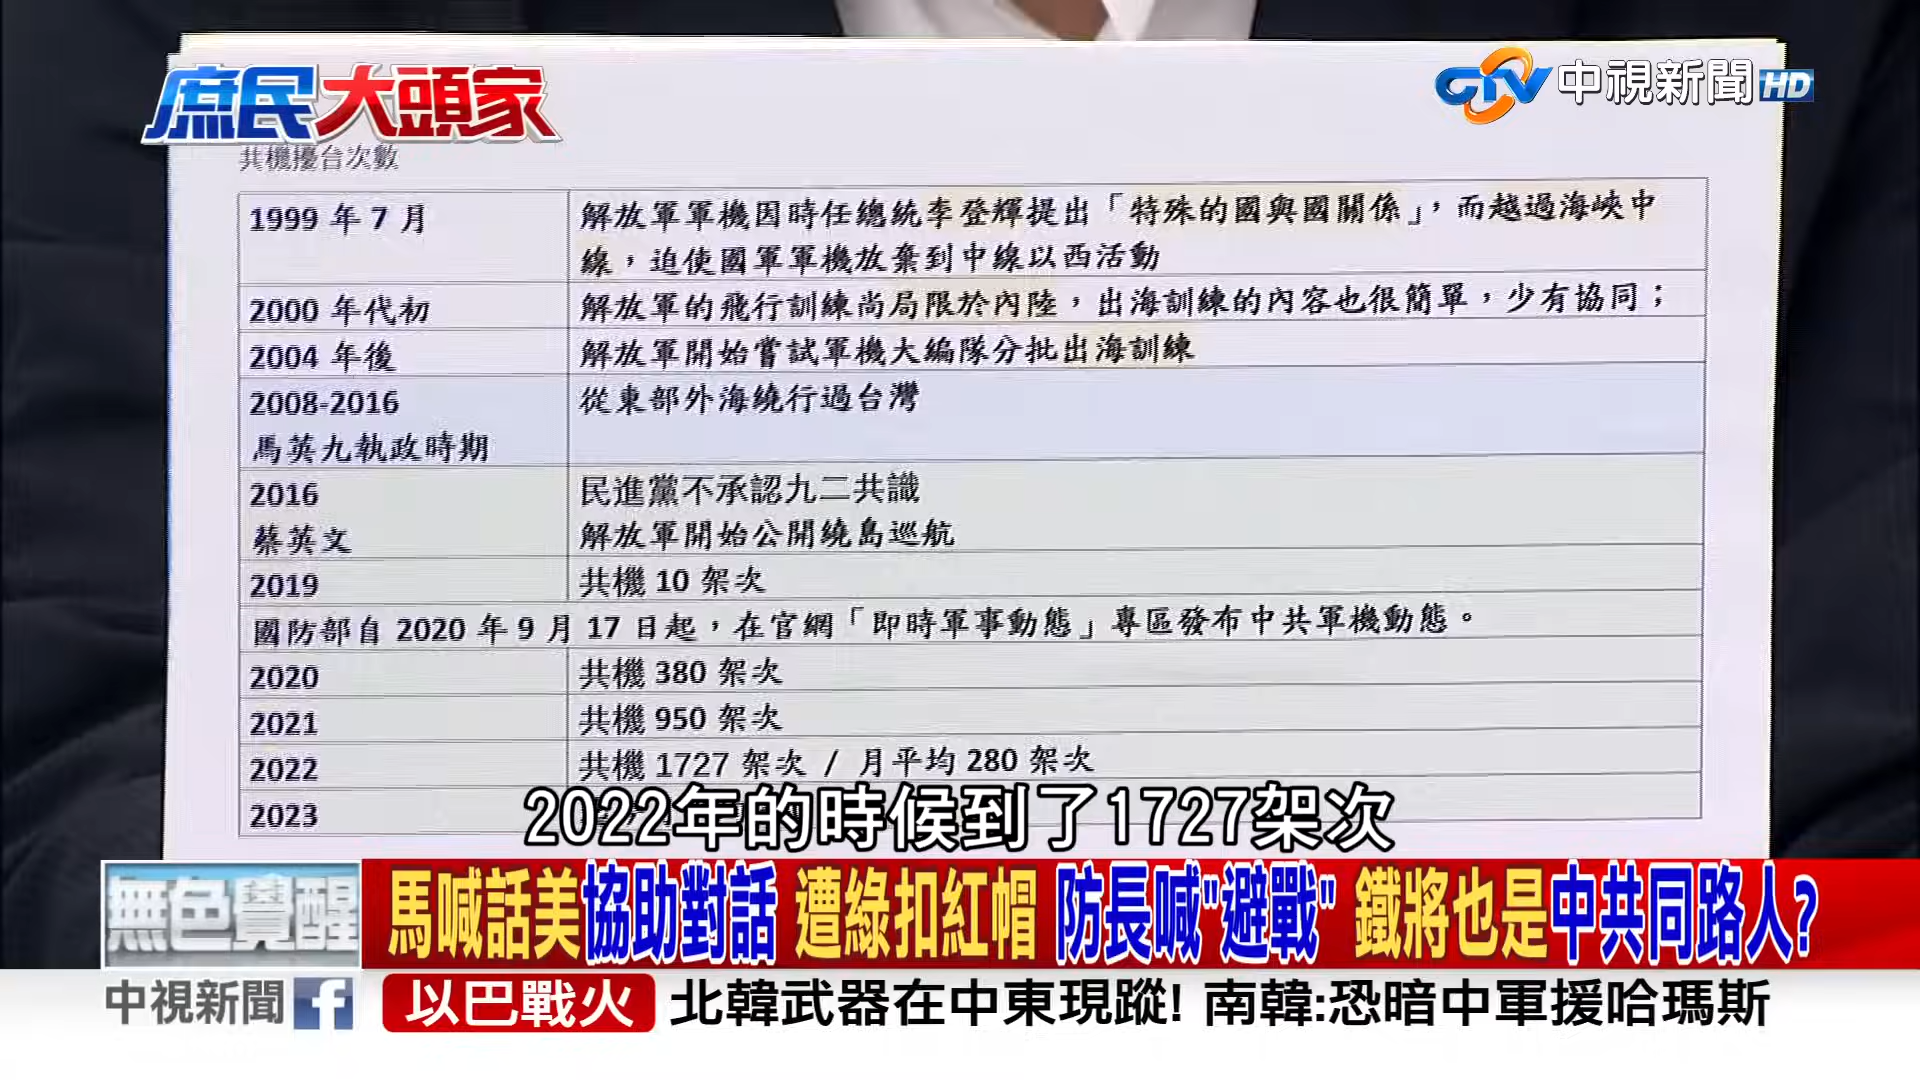 庶民大頭家
CTV 中視新聞 HD
共機擾台次數
1999 年 7 月
解放軍軍機因時任總統李登輝提出「特殊的國與國關係」，而越過海峽中
線，迫使國軍軍機放棄到中線以西活動
2000 年代初
解放軍的飛行訓練尚局限於內陸，出海訓練的內容也很簡單，少有協同；
2004 年後
解放軍開始嘗試軍機大編隊分批出海訓練
2008-2016
馬英九執政時期
從東部外海繞行過台灣
2016
蔡英文
民進黨不承認九二共識
解放軍開始公開繞島巡航
2019
共機 10 架次
國防部自 2020 年 9 月 17 日起，在官網「即時軍事動態」專區發布中共軍機動態。
2020
共機 380 架次
2021
共機 950 架次
2022
共機 1727 架次 / 月平均 280 架次
2023
2022年的時候到了1727架次
無色覺醒
馬喊話美協助對話 遭綠扣紅帽 防長喊"避戰" 鐵將也是中共同路人?
中視新聞 f
以巴戰火
北韓武器在中東現蹤! 南韓:恐暗中軍援哈瑪斯